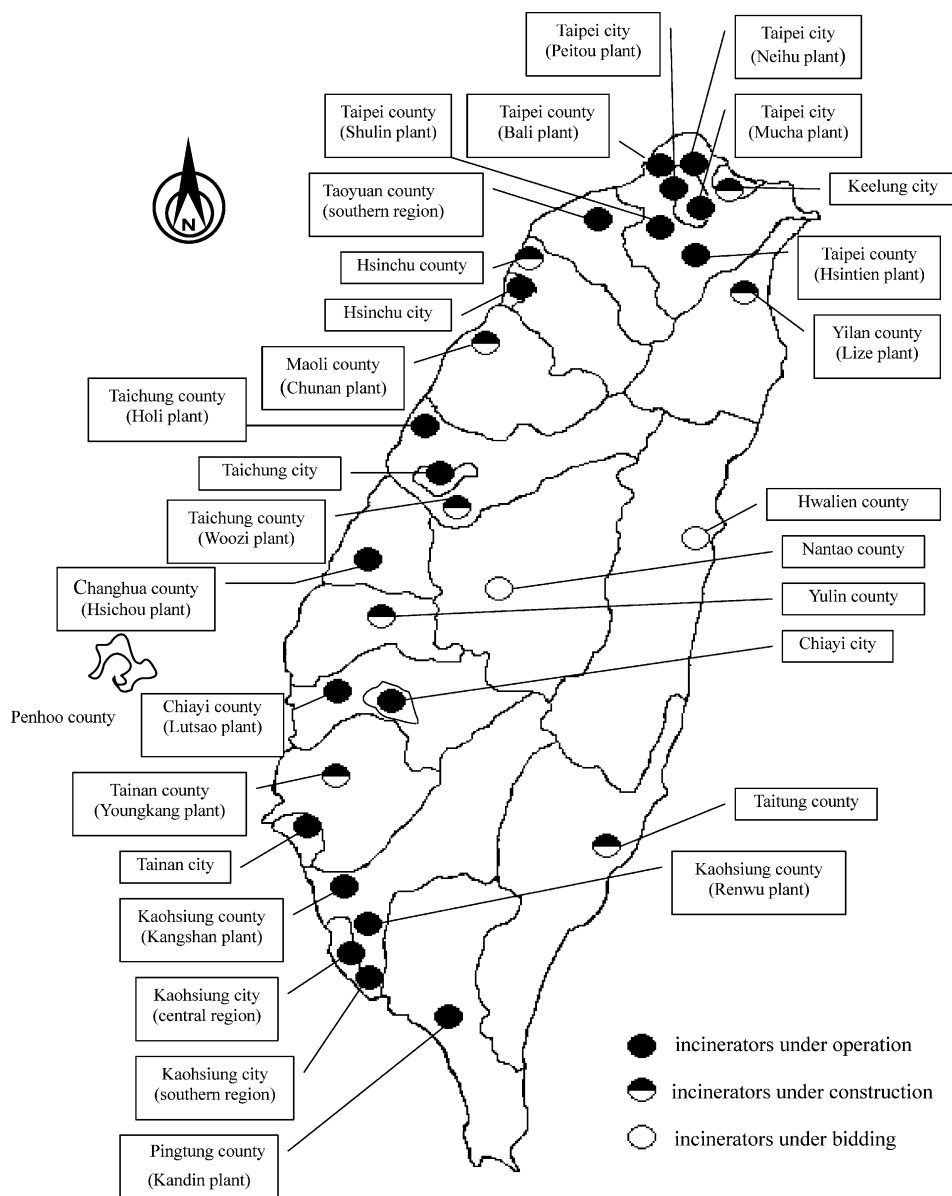 Taipei city
(Peitou plant)
Taipei city
(Neihu plant)
Taipei county
(Shulin plant)
Taipei county
(Bali plant)
Taipei city
(Mucha plant)
Taoyuan county
(southern region)
Keelung city
N
Hsinchu county
Taipei county
(Hsintien plant)
Hsinchu city
Yilan county
(Lize plant)
Maoli county
(Chunan plant)
Taichung county
(Holi plant)
Taichung city
Hwalien county
Taichung county
(Woozi plant)
Nantao county
Changhua county
(Hsichou plant)
Yulin county
Chiayi city
Penhoo county
Chiayi county
(Lutsao plant)
Tainan county
(Youngkang plant)
Taitung county
Tainan city
Kaohsiung county
(Renwu plant)
Kaohsiung county
(Kangshan plant)
Kaohsiung city
(central region)
Kaohsiung city
(southern region)
Pingtung county
(Kandin plant)
incinerators under operation
incinerators under construction
incinerators under bidding